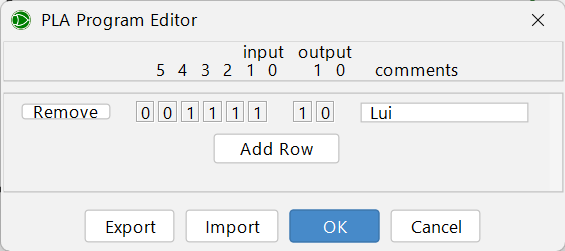 PLA Program Editor
input output
5 4 3 2 1 0 1 0 comments
Remove 0 0 1 1 1 1 1 0 Lui
Add Row
Export Import OK Cancel